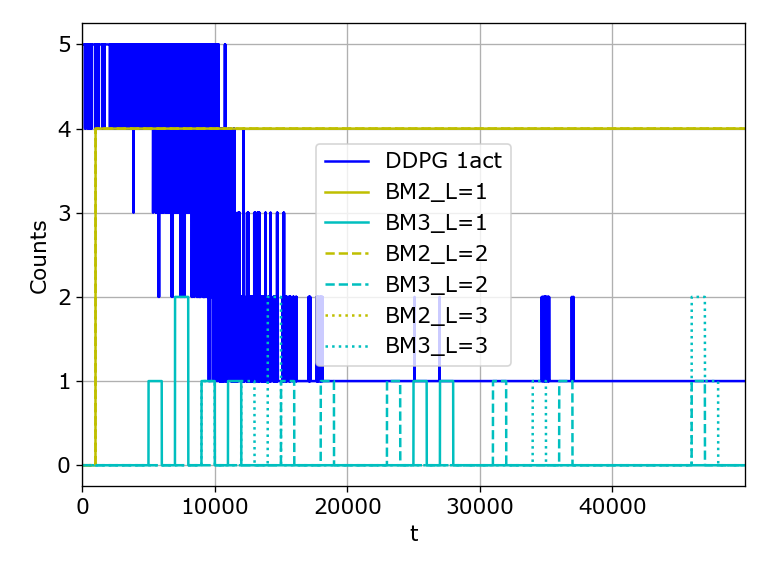 5
4
3
2
1
0
Counts
DDPG 1act
BM2_L=1
BM3_L=1
BM2_L=2
BM3_L=2
BM2_L=3
BM3_L=3
0 10000 20000 30000 40000
t